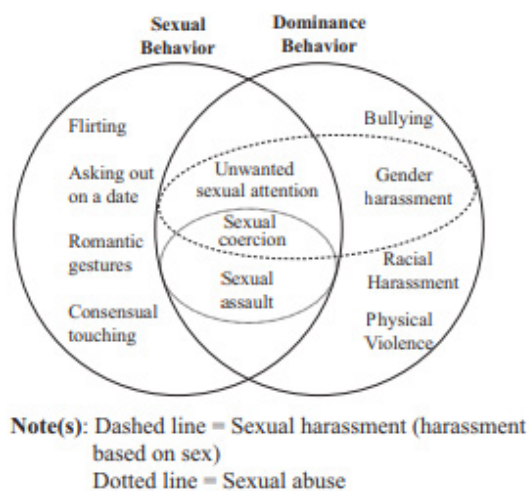 Sexual
Behavior
Dominance
Behavior
Flirting
Asking out
on a date
Romantic
gestures
Consensual
touching
Unwanted
sexual attention
Sexual
coercion
Sexual
assault
Bullying
Gender
harassment
Racial
Harassment
Physical
Violence
Note(s): Dashed line = Sexual harassment (harassment
based on sex)
Dotted line = Sexual abuse